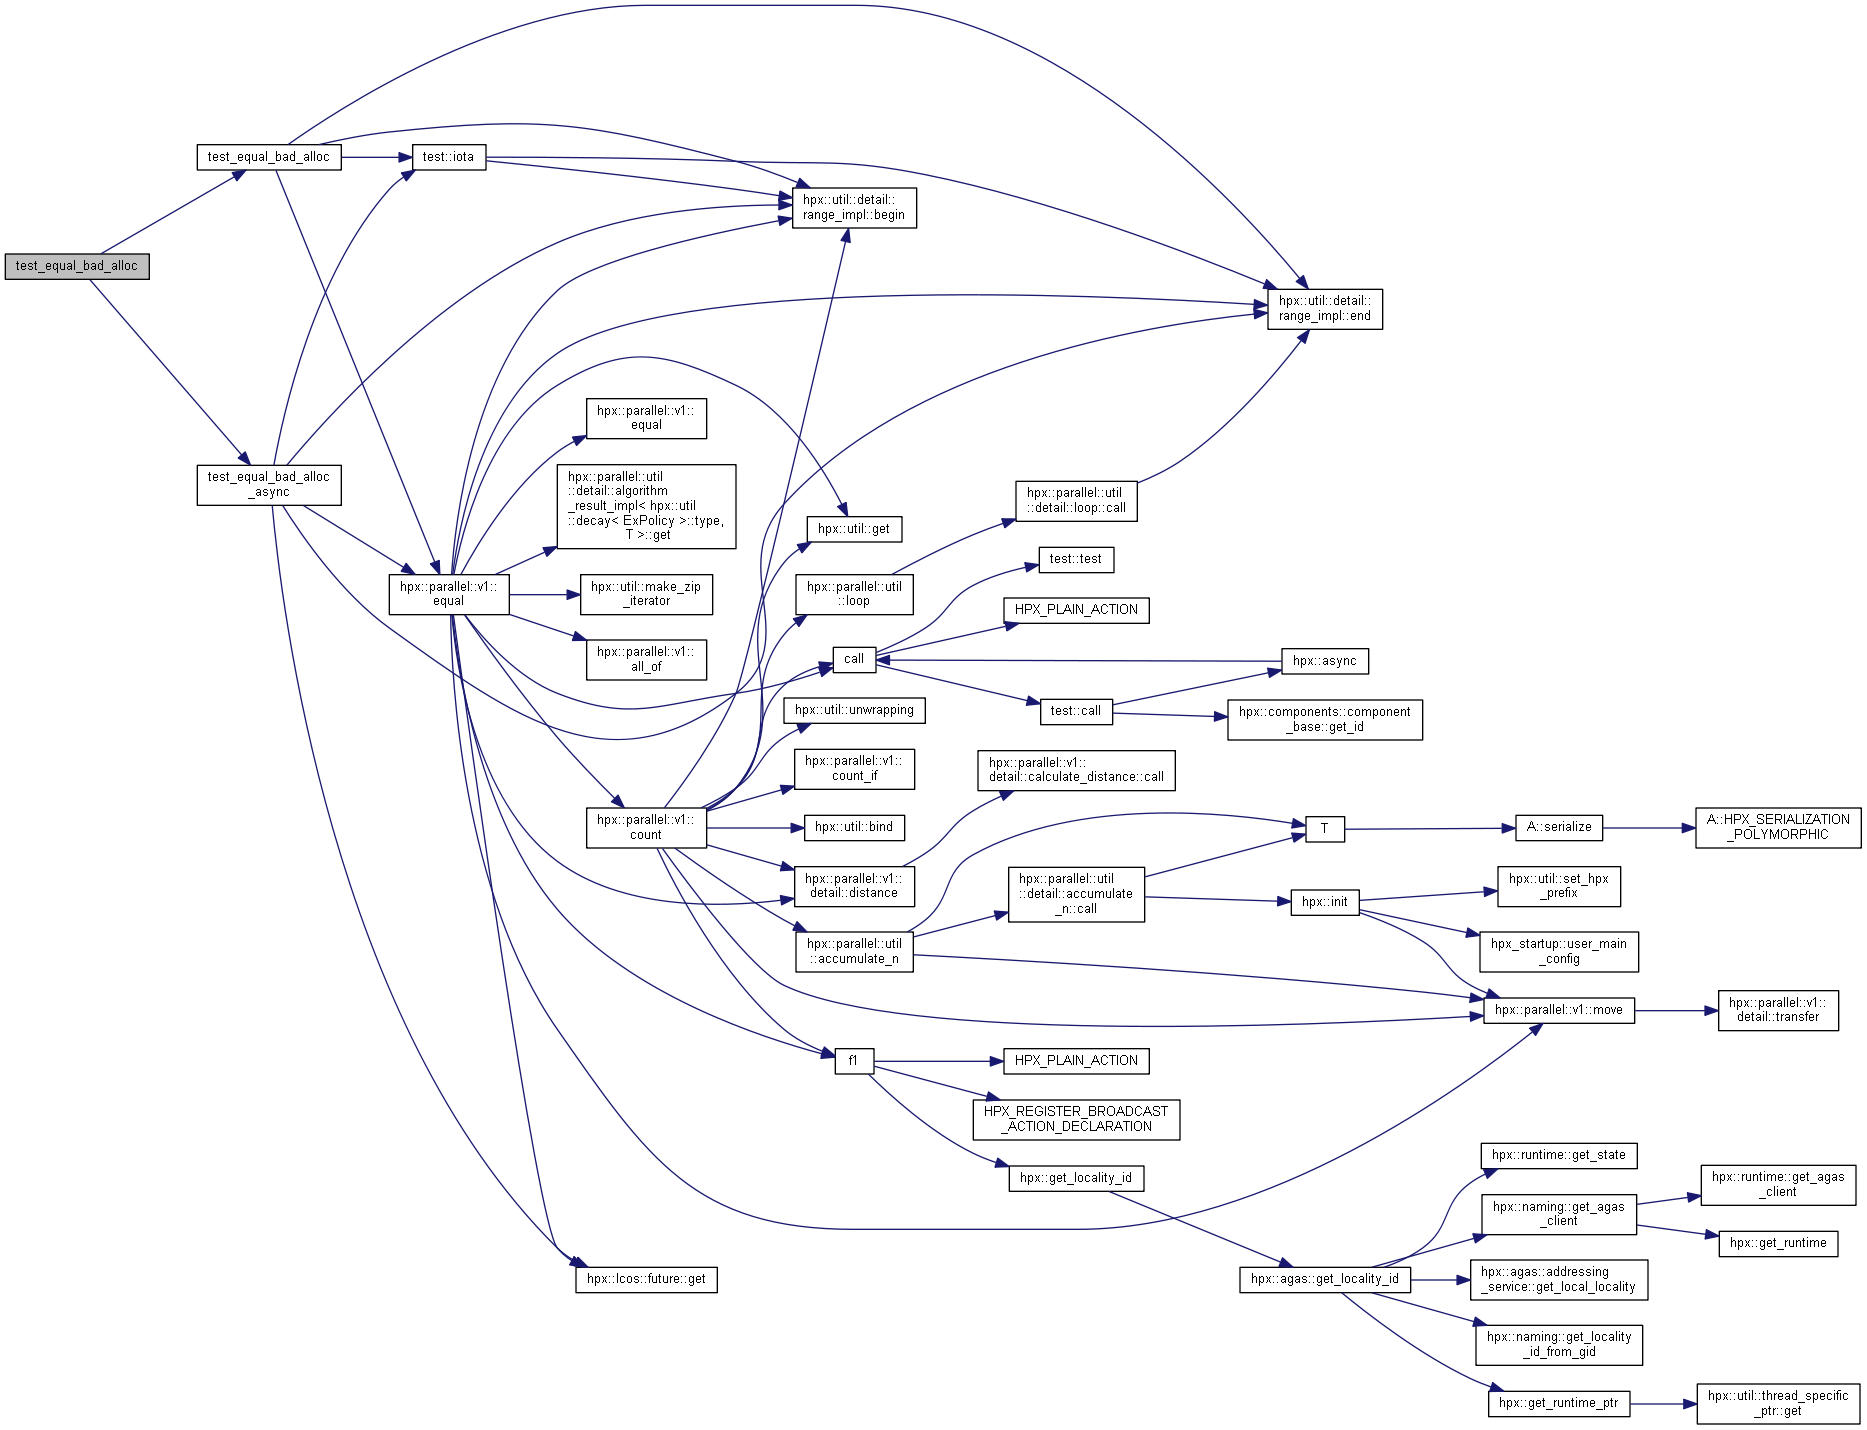 test_equal_bad_alloc
test_equal_bad_alloc
test_equal_bad_alloc
_async
test::iota
hpx::parallel::v1::
equal
hpx::parallel::v1::
equal
hpx::parallel::util
::detail::algorithm
_result_impl< hpx::util
::decay< ExPolicy >::type,
T >::get
hpx::util::make_zip
_iterator
hpx::parallel::v1::
all_of
hpx::parallel::v1::
count
hpx::lcos::future::get
hpx::util::detail::
range_impl::begin
hpx::util::get
hpx::parallel::util
::loop
call
hpx::util::unwrapping
hpx::parallel::v1::
count_if
hpx::util::bind
hpx::parallel::v1::
detail::distance
hpx::parallel::util
::accumulate_n
f1
hpx::parallel::util
::detail::loop::call
test::test
HPX_PLAIN_ACTION
test::call
hpx::parallel::v1::
detail::calculate_distance::call
hpx::parallel::util
::detail::accumulate
_n::call
HPX_PLAIN_ACTION
HPX_REGISTER_BROADCAST
_ACTION_DECLARATION
hpx::get_locality_id
hpx::util::detail::
range_impl::end
hpx::async
hpx::components::component
_base::get_id
T
hpx::init
hpx::agas::get_locality_id
A::serialize
hpx::util::set_hpx
_prefix
hpx_startup::user_main
_config
hpx::parallel::v1::move
hpx::runtime::get_state
hpx::naming::get_agas
_client
hpx::agas::addressing
_service::get_local_locality
hpx::naming::get_locality
_id_from_gid
hpx::get_runtime_ptr
A::HPX_SERIALIZATION
_POLYMORPHIC
hpx::parallel::v1::
detail::transfer
hpx::runtime::get_agas
_client
hpx::get_runtime
hpx::util::thread_specific
_ptr::get